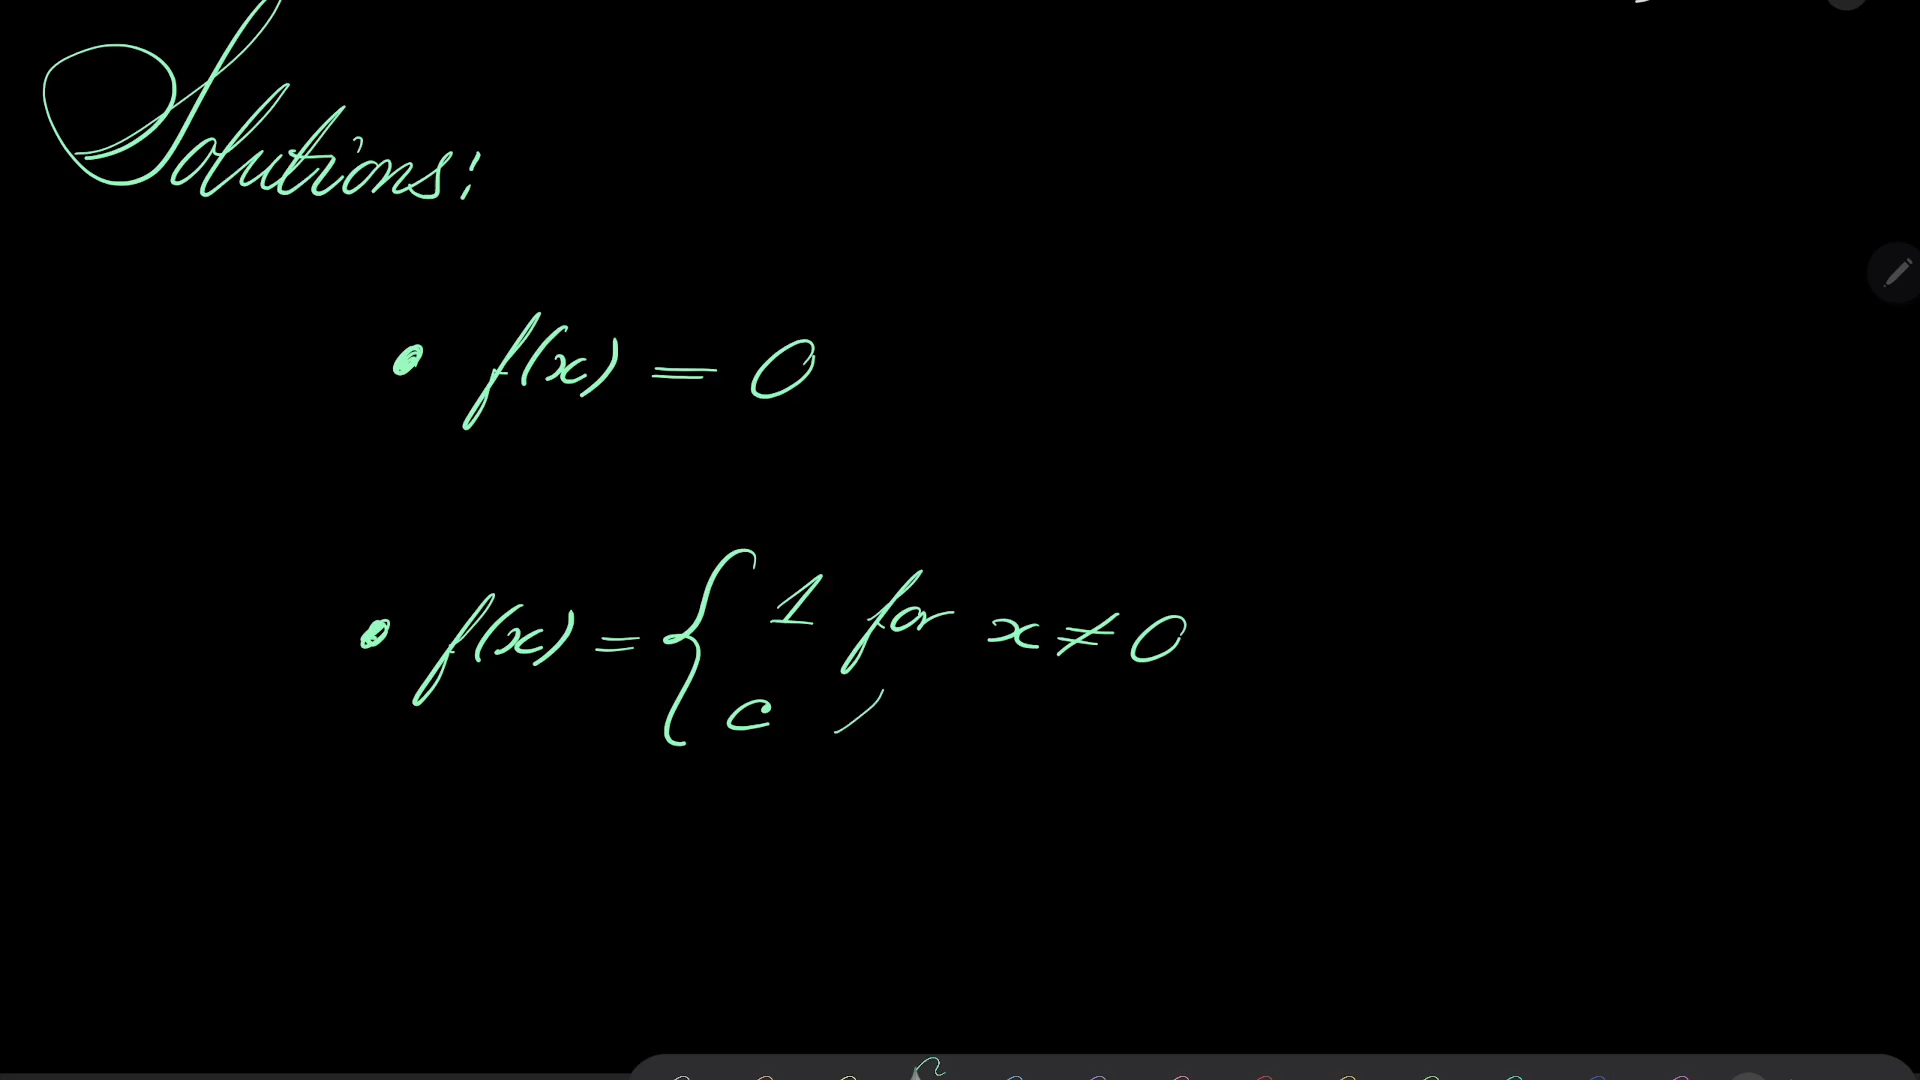 Solutions:
• f(x) = 0
• f(x) = { 1 for x ≠ 0
c ,